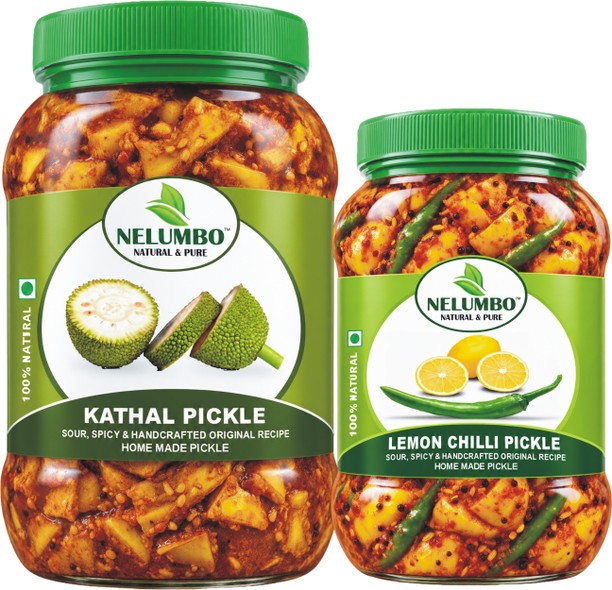 NELUMBO™
NATURAL & PURE
100% NATURAL
KATHAL PICKLE
SOUR, SPICY & HANDCRAFTED ORIGINAL RECIPE
HOME MADE PICKLE
NELUMBO™
NATURAL & PURE
100% NATURAL
LEMON CHILLI PICKLE
SOUR, SPICY & HANDCRAFTED ORIGINAL RECIPE
HOME MADE PICKLE